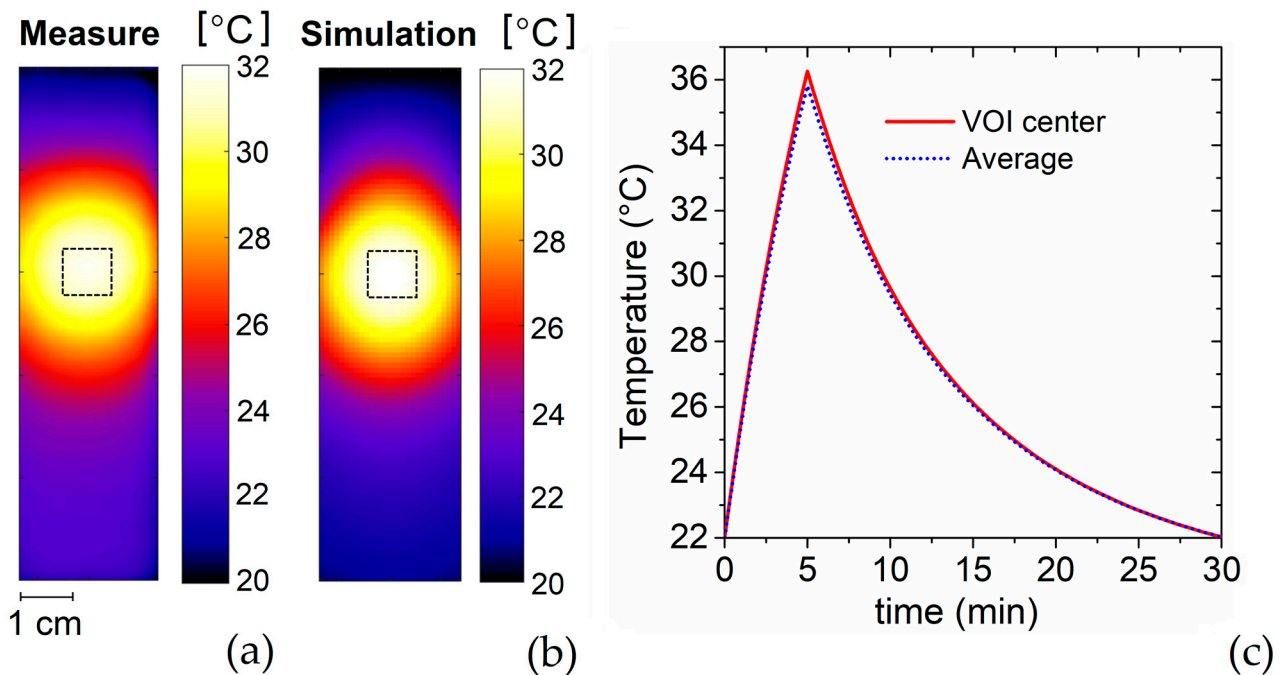 Measure [°C]
32
30
28
26
24
22
20
1 cm
(a)
Simulation [°C]
32
30
28
26
24
22
20
(b)
36
34
32
30
28
26
24
22
Temperature (°C)
VOI center
Average
0 5 10 15 20 25 30
time (min)
(c)